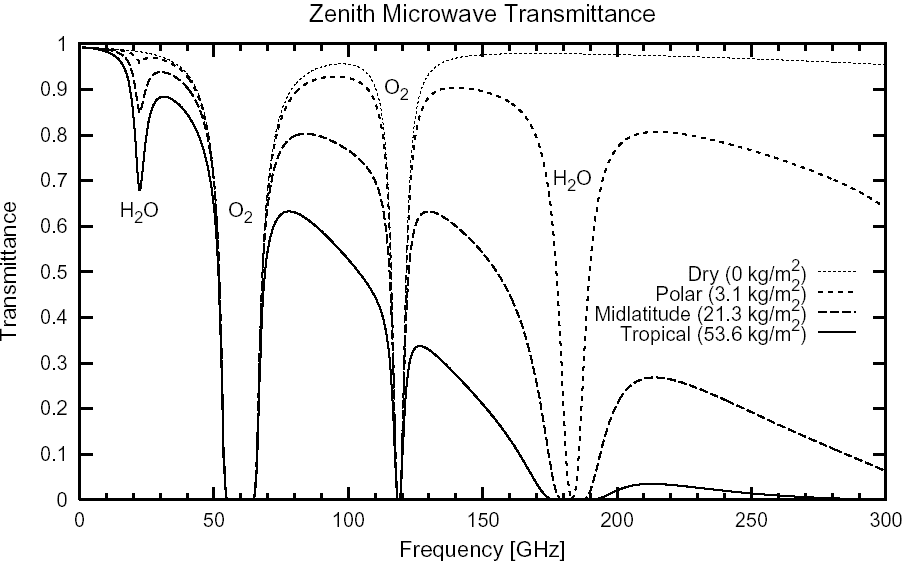 Zenith Microwave Transmittance
1
0.9
0.8
0.7
0.6
0.5
0.4
0.3
0.2
0.1
0
Transmittance
H₂O
O₂
O₂
H₂O
Dry (0 kg/m²)
Polar (3.1 kg/m²)
Midlatitude (21.3 kg/m²)
Tropical (53.6 kg/m²)
0 50 100 150 200 250 300
Frequency [GHz]